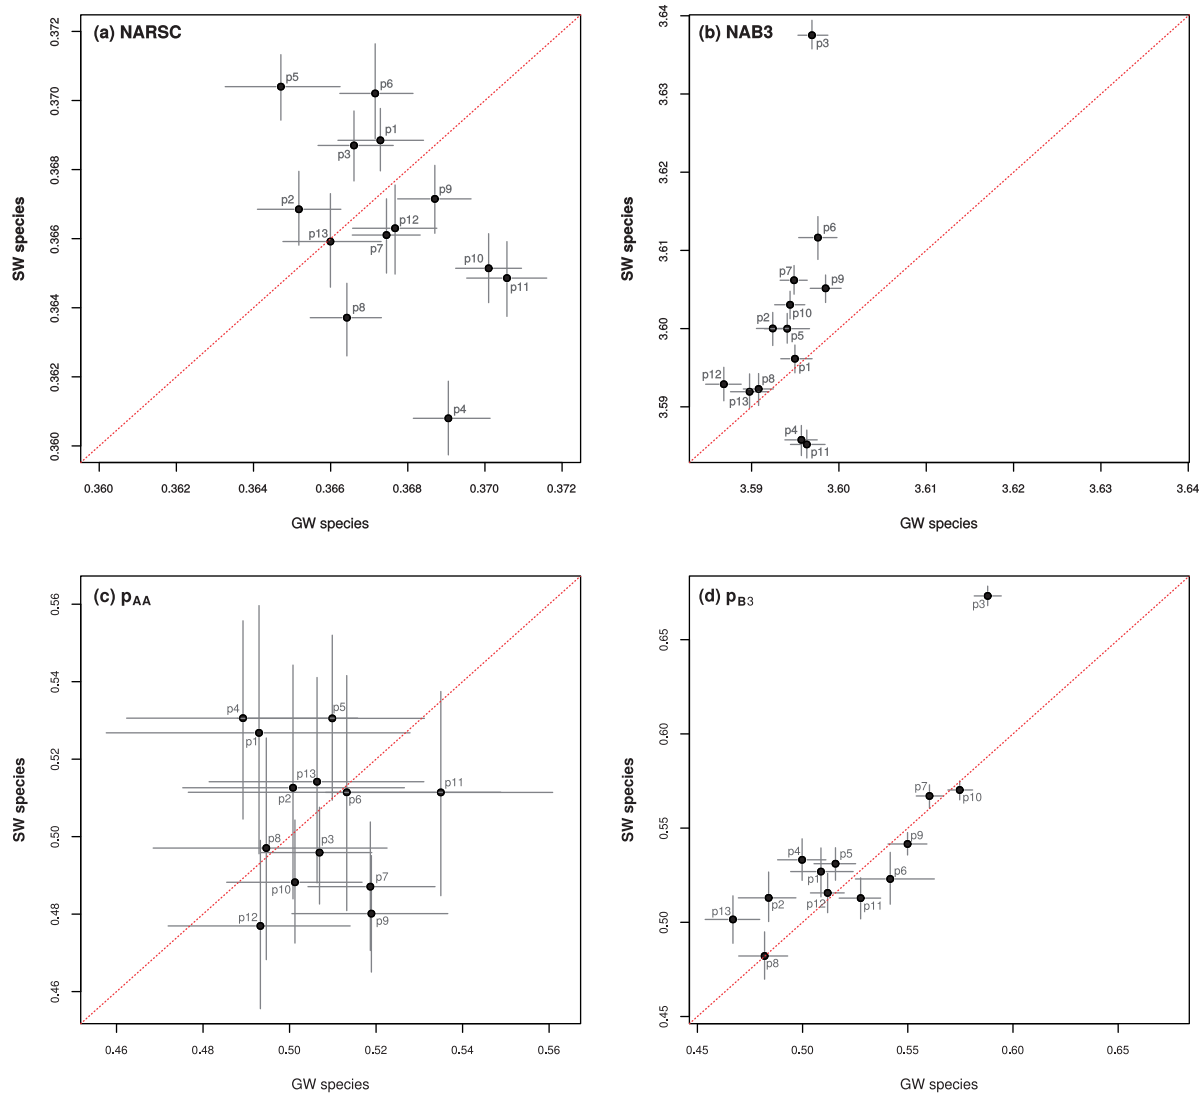 (a) NARSC
0.372
0.370
0.368
0.366
0.364
0.362
0.360
SW species
p5
p6
p1
p3
p9
p2
p12
p13
p7
p10
p11
p8
p4
0.360 0.362 0.364 0.366 0.368 0.370 0.372
GW species
(b) NAB3
3.64
3.63
3.62
3.61
3.60
3.59
SW species
p3
p6
p7
p9
p10
p2
p5
p1
p12
p8
p13
p4
p11
3.59 3.60 3.61 3.62 3.63 3.64
GW species
(c) pAA
0.56
0.54
0.52
0.50
0.48
0.46
SW species
p4
p5
p1
p13
p11
p2
p6
p8
p3
p10
p7
p12
p9
0.46 0.48 0.50 0.52 0.54 0.56
GW species
(d) pB3
0.65
0.60
0.55
0.50
0.45
SW species
p3
p7
p10
p9
p4
p5
p1
p6
p2
p12
p11
p13
p8
0.45 0.50 0.55 0.60 0.65
GW species